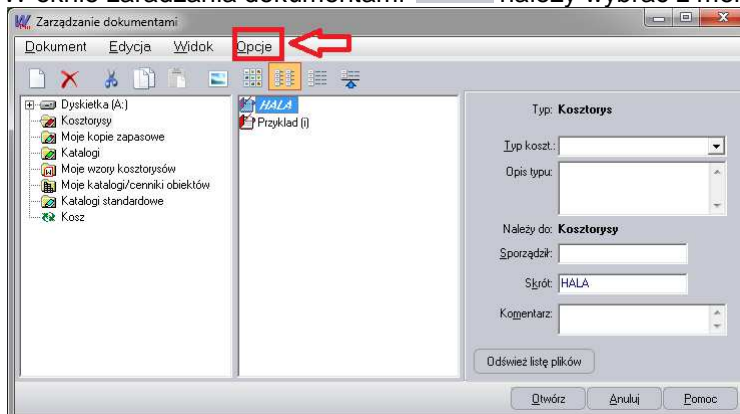 Zarządzanie dokumentami
Dokument Edycja Widok Opcje
Dyskietka (A:)
Kosztorysy
Moje kopie zapasowe
Katalogi
Moje wzory kosztorysów
Moje katalogi/cenniki obiektów
Katalogi standardowe
Kosz
HALA
Przyklad (i)
Typ: Kosztorys
Typ koszt.:
Opis typu:
Należy do: Kosztorysy
Sporządził:
Skrót: HALA
Komentarz:
Odśwież listę plików
Otwórz Anuluj Pomoc